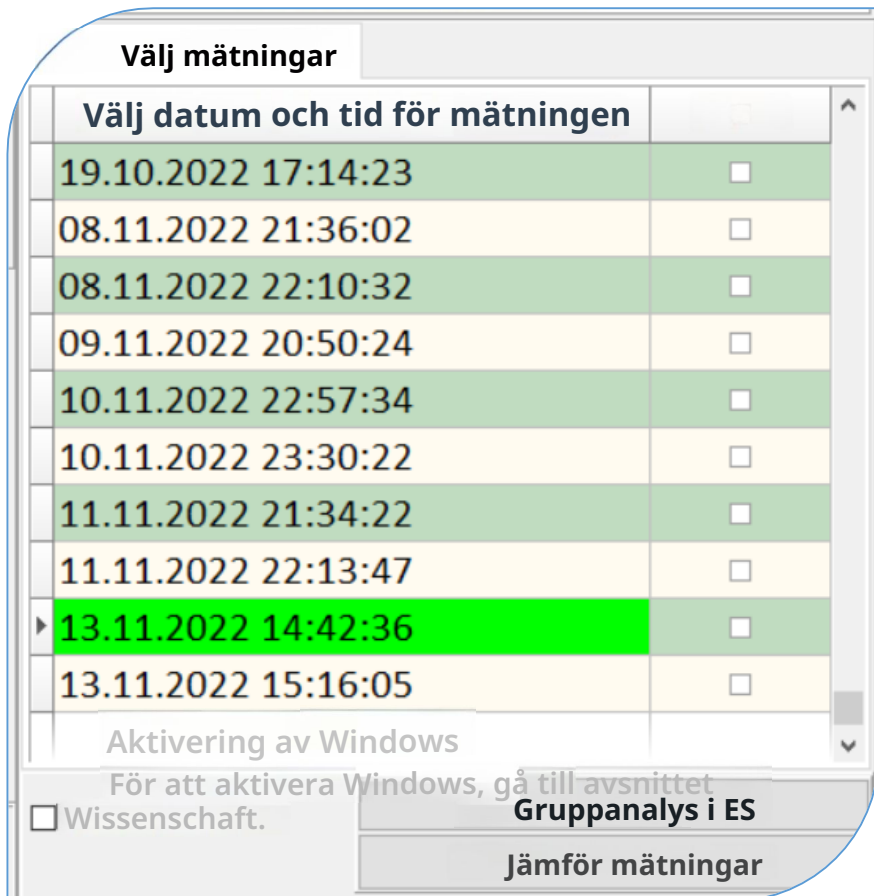 Välj mätningar
Välj datum och tid för mätningen
19.10.2022 17:14:23
08.11.2022 21:36:02
08.11.2022 22:10:32
09.11.2022 20:50:24
10.11.2022 22:57:34
10.11.2022 23:30:22
11.11.2022 21:34:22
11.11.2022 22:13:47
13.11.2022 14:42:36
13.11.2022 15:16:05
Aktivering av Windows
För att aktivera Windows, gå till avsnittet
Wissenschaft.
Gruppanalys i ES
Jämför mätningar